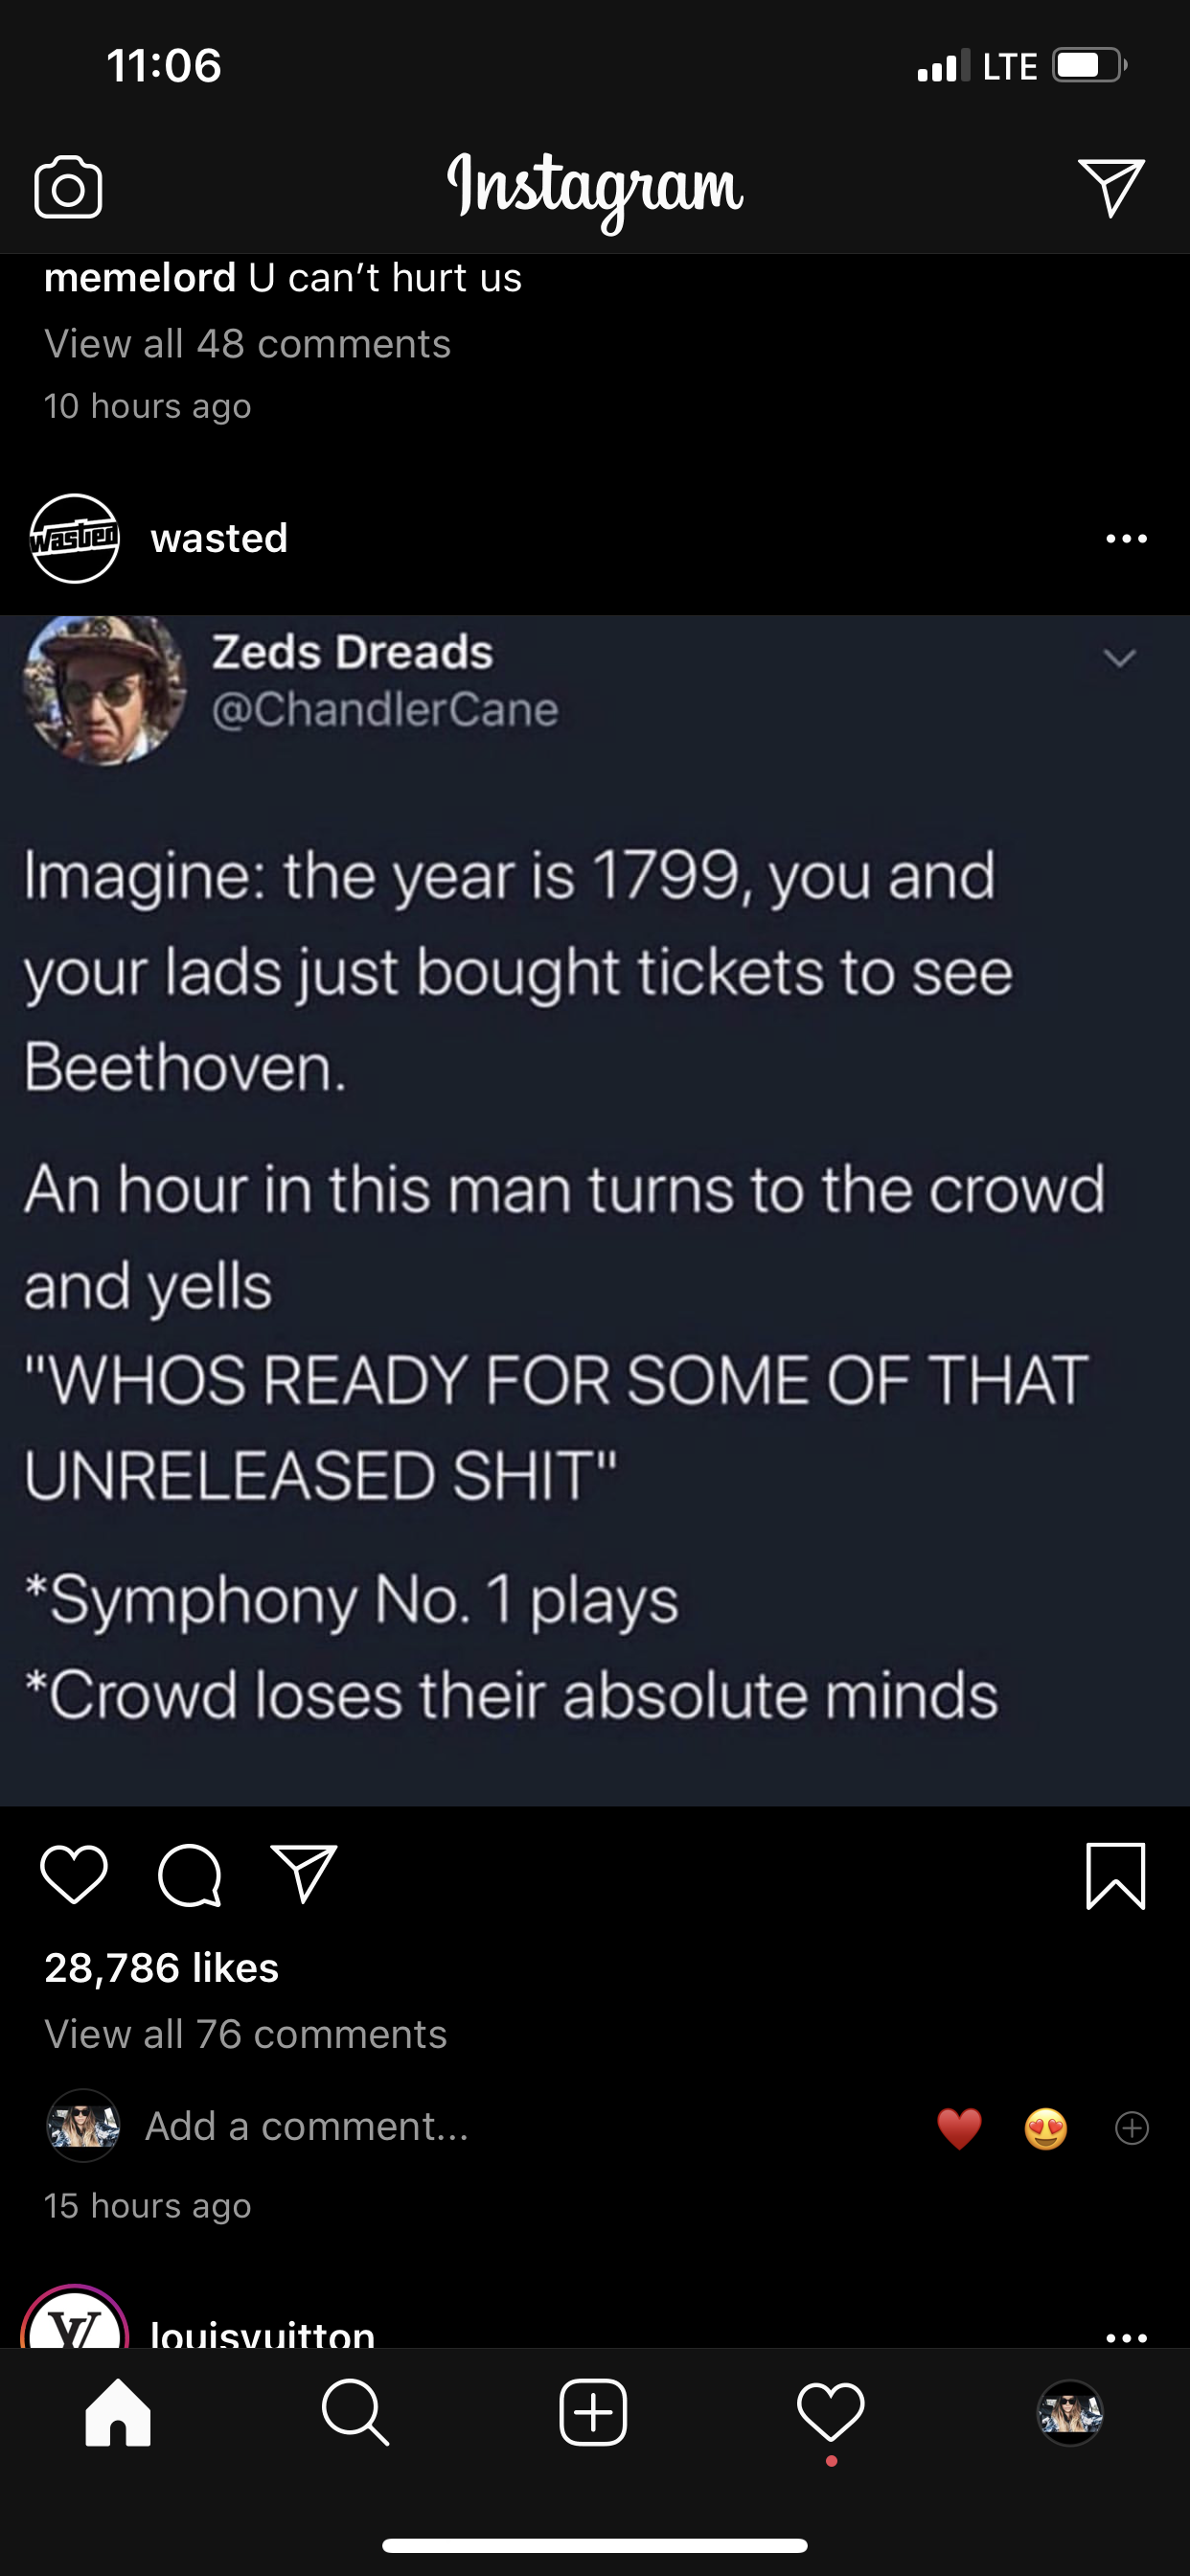 11:06 LTE
Instagram
memelord U can’t hurt us
View all 48 comments
10 hours ago
wasted wasted
Zeds Dreads
@ChandlerCane
Imagine: the year is 1799, you and
your lads just bought tickets to see
Beethoven.
An hour in this man turns to the crowd
and yells
"WHOS READY FOR SOME OF THAT
UNRELEASED SHIT"
*Symphony No. 1 plays
*Crowd loses their absolute minds
28,786 likes
View all 76 comments
Add a comment...
15 hours ago
LV louisvuitton